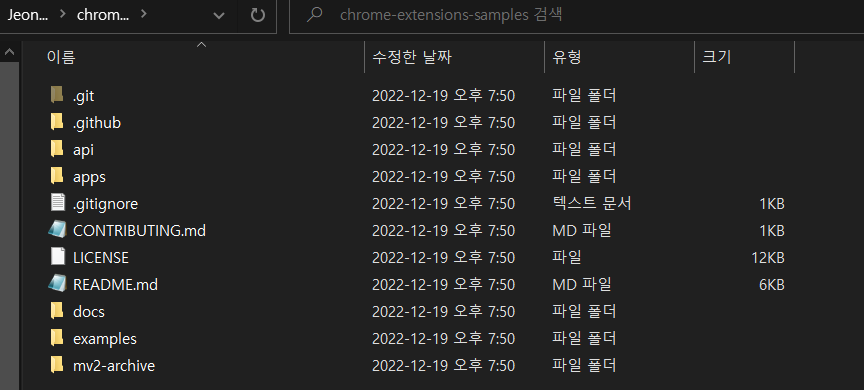 Jeon... chrom... chrome-extensions-samples 검색
이름 수정한 날짜 유형 크기
.git 2022-12-19 오후 7:50 파일 폴더
.github 2022-12-19 오후 7:50 파일 폴더
api 2022-12-19 오후 7:50 파일 폴더
apps 2022-12-19 오후 7:50 파일 폴더
.gitignore 2022-12-19 오후 7:50 텍스트 문서 1KB
CONTRIBUTING.md 2022-12-19 오후 7:50 MD 파일 1KB
LICENSE 2022-12-19 오후 7:50 파일 12KB
README.md 2022-12-19 오후 7:50 MD 파일 6KB
docs 2022-12-19 오후 7:50 파일 폴더
examples 2022-12-19 오후 7:50 파일 폴더
mv2-archive 2022-12-19 오후 7:50 파일 폴더